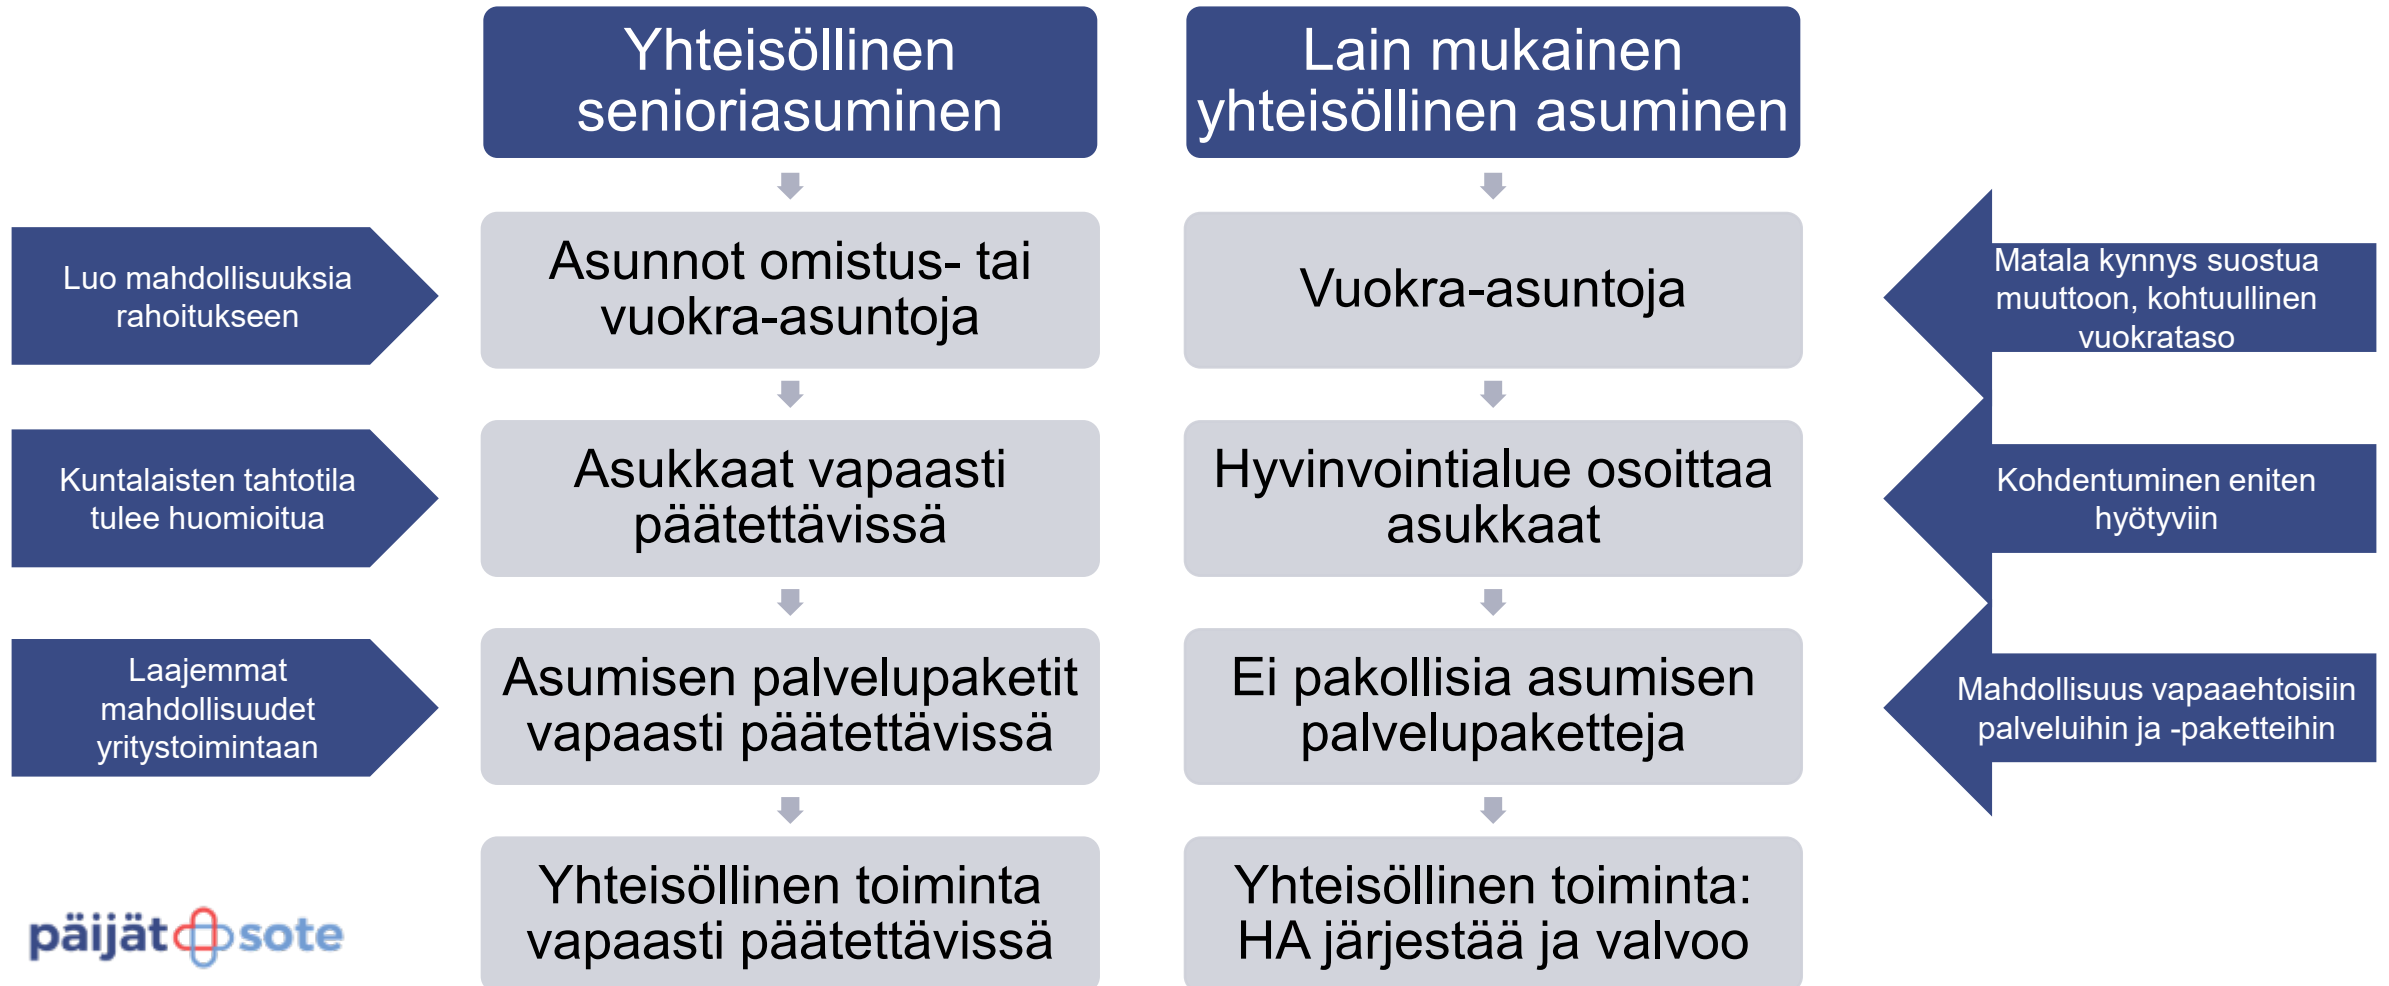 Yhteisöllinen
senioriasuminen
Lain mukainen
yhteisöllinen asuminen
Luo mahdollisuuksia
rahoitukseen
Asunnot omistus- tai
vuokra-asuntoja
Vuokra-asuntoja
Matala kynnys suostua
muuttoon, kohtuullinen
vuokrataso
Kuntalaisten tahtotila
tulee huomioitua
Asukkaat vapaasti
päätettävissä
Hyvinvointialue osoittaa
asukkaat
Kohdentuminen eniten
hyötyviin
Laajemmat
mahdollisuudet
yritystoimintaan
Asumisen palvelupaketit
vapaasti päätettävissä
Ei pakollisia asumisen
palvelupaketteja
Mahdollisuus vapaaehtoisiin
palveluihin ja -paketteihin
Yhteisöllinen toiminta
vapaasti päätettävissä
Yhteisöllinen toiminta:
HA järjestää ja valvoo
päijät sote